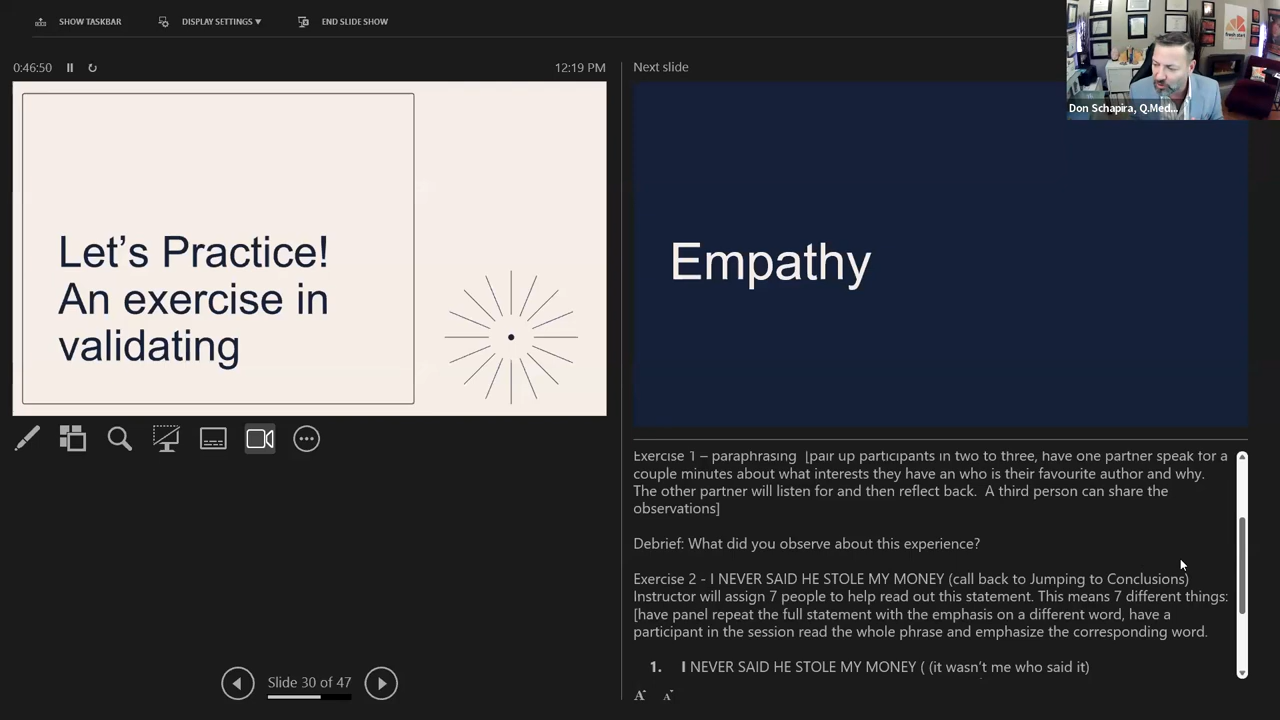 SHOW TASKBAR
DISPLAY SETTINGS ▼
END SLIDE SHOW
0:46:50
12:19 PM
Let's Practice!
An exercise in
validating
Slide 30 of 47
Next slide
fresh start
Don Schapira, Q.Med...
Empathy
Exercise 1 – paraphrasing [pair up participants in two to three, have one partner speak for a
couple minutes about what interests they have an who is their favourite author and why.
The other partner will listen for and then reflect back. A third person can share the
observations]
Debrief: What did you observe about this experience?
Exercise 2 - I NEVER SAID HE STOLE MY MONEY (call back to Jumping to Conclusions)
Instructor will assign 7 people to help read out this statement. This means 7 different things:
[have panel repeat the full statement with the emphasis on a different word, have a
participant in the session read the whole phrase and emphasize the corresponding word.
1. I NEVER SAID HE STOLE MY MONEY ( (it wasn't me who said it)
A A